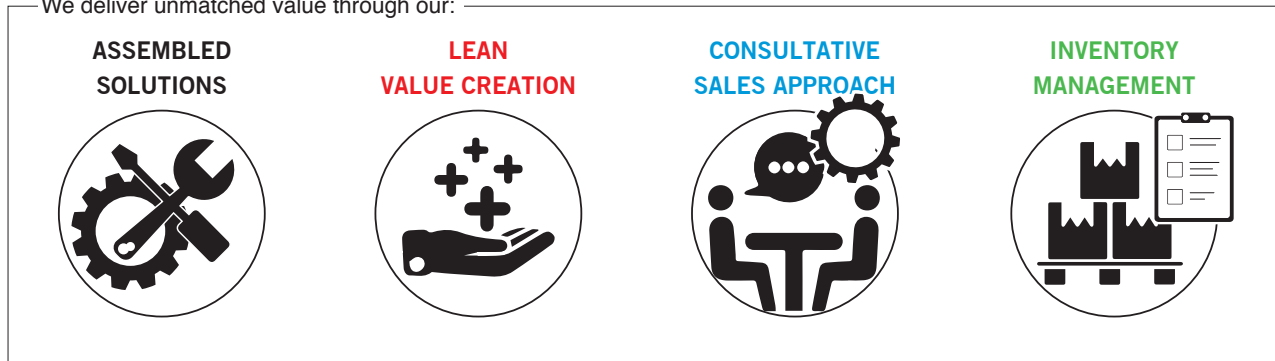 We deliver unmatched value through our:
ASSEMBLED
SOLUTIONS
LEAN
VALUE CREATION
CONSULTATIVE
SALES APPROACH
INVENTORY
MANAGEMENT